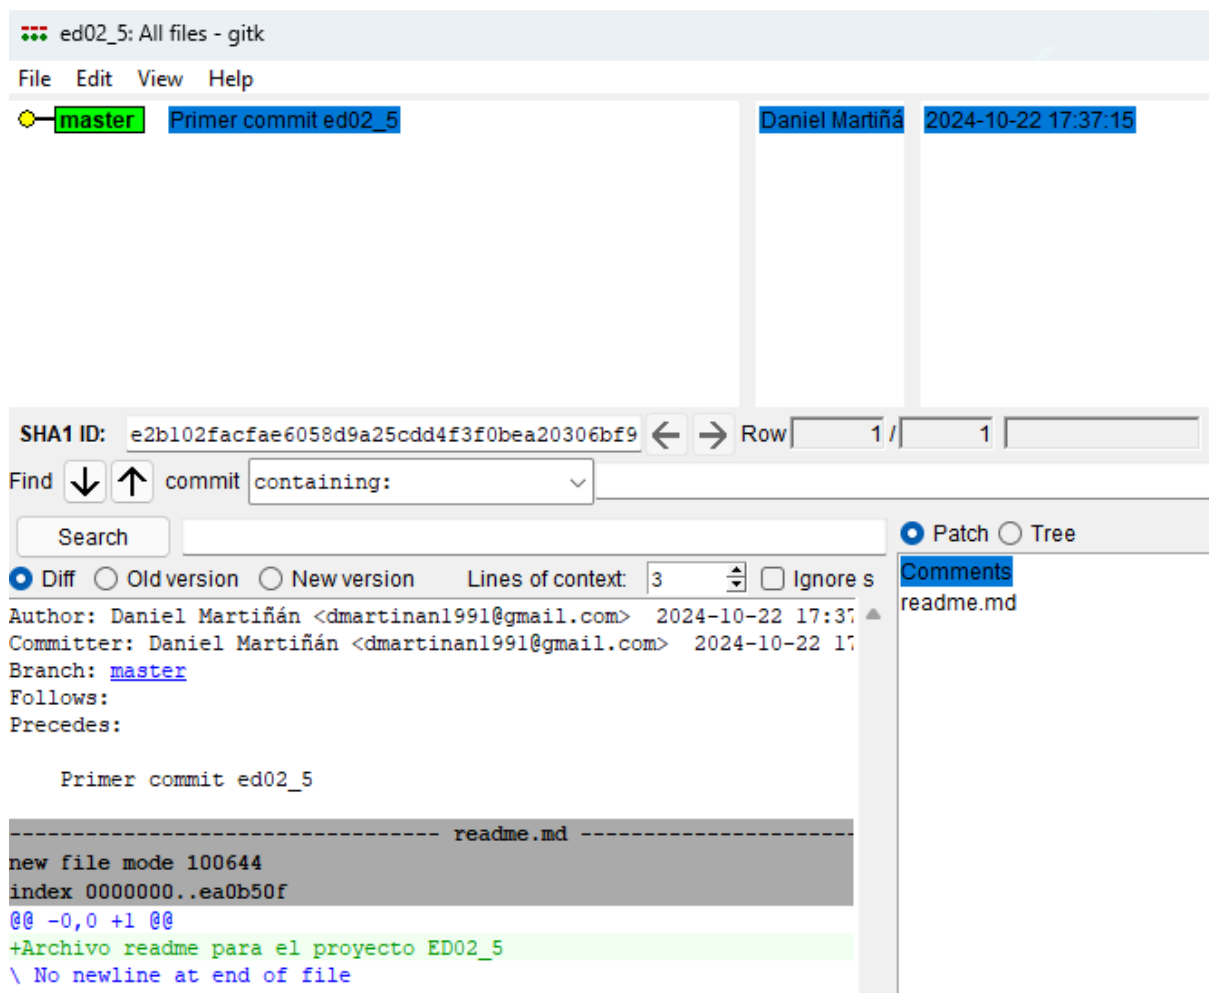 ed02_5: All files - gitk
File Edit View Help
master Primer commit ed02_5 Daniel Martiñá 2024-10-22 17:37:15
SHA1 ID: e2b102facfae6058d9a25cdd4f3f0bea20306bf9 Row 1 / 1
Find commit containing:
Search
Patch Tree
Diff Old version New version Lines of context: 3 Ignore s
Comments
readme.md
Author: Daniel Martiñán <dmartinan1991@gmail.com> 2024-10-22 17:37
Committer: Daniel Martiñán <dmartinan1991@gmail.com> 2024-10-22 17
Branch: master
Follows:
Precedes:
Primer commit ed02_5
---------------------------------- readme.md ----------------------
new file mode 100644
index 0000000..ea0b50f
@@ -0,0 +1 @@
+Archivo readme para el proyecto ED02_5
\ No newline at end of file